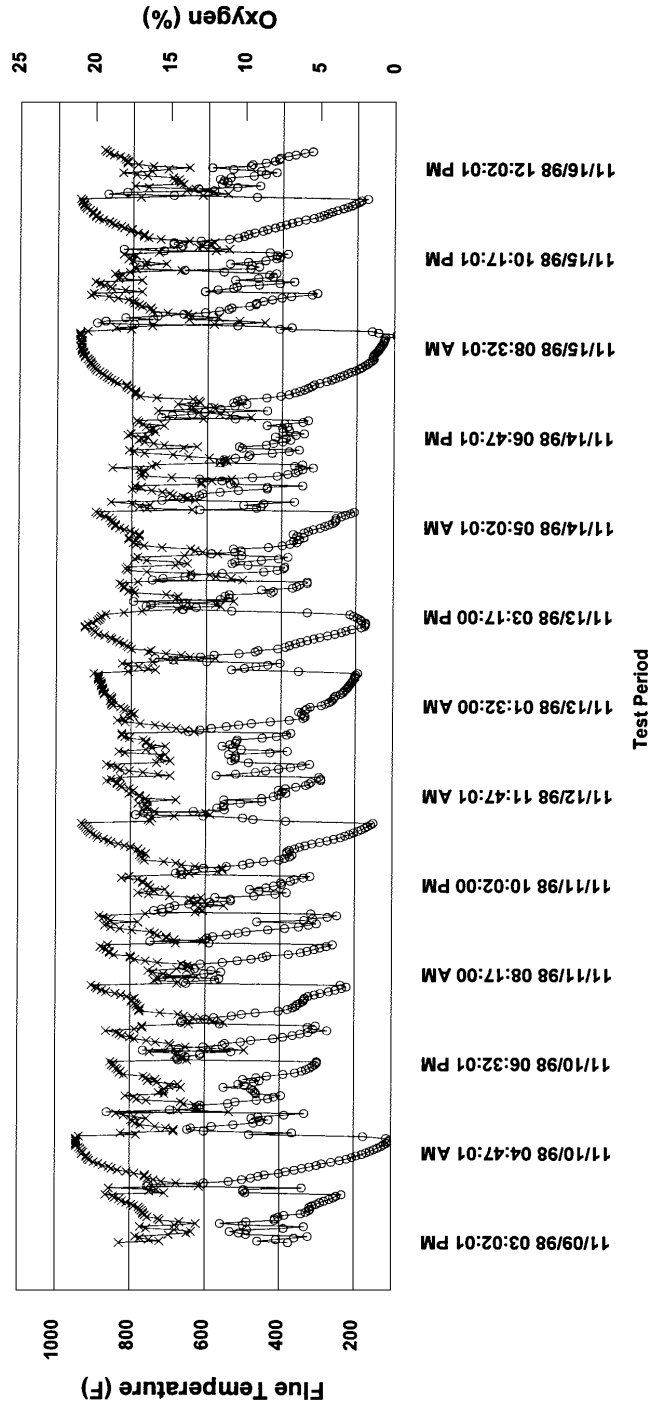 Oxygen (%)
25
20
15
10
5
0
1000
800
600
400
200
Flue Temperature (F)
11/09/98 03:02:01 PM
11/10/98 04:47:01 AM
11/10/98 06:32:01 PM
11/11/98 08:17:00 AM
11/11/98 10:02:00 PM
11/12/98 11:47:01 AM
11/13/98 01:32:00 AM
11/13/98 03:17:00 PM
11/14/98 05:02:01 AM
11/14/98 06:47:01 PM
11/15/98 08:32:01 AM
11/15/98 10:17:01 PM
11/16/98 12:02:01 PM
Test Period